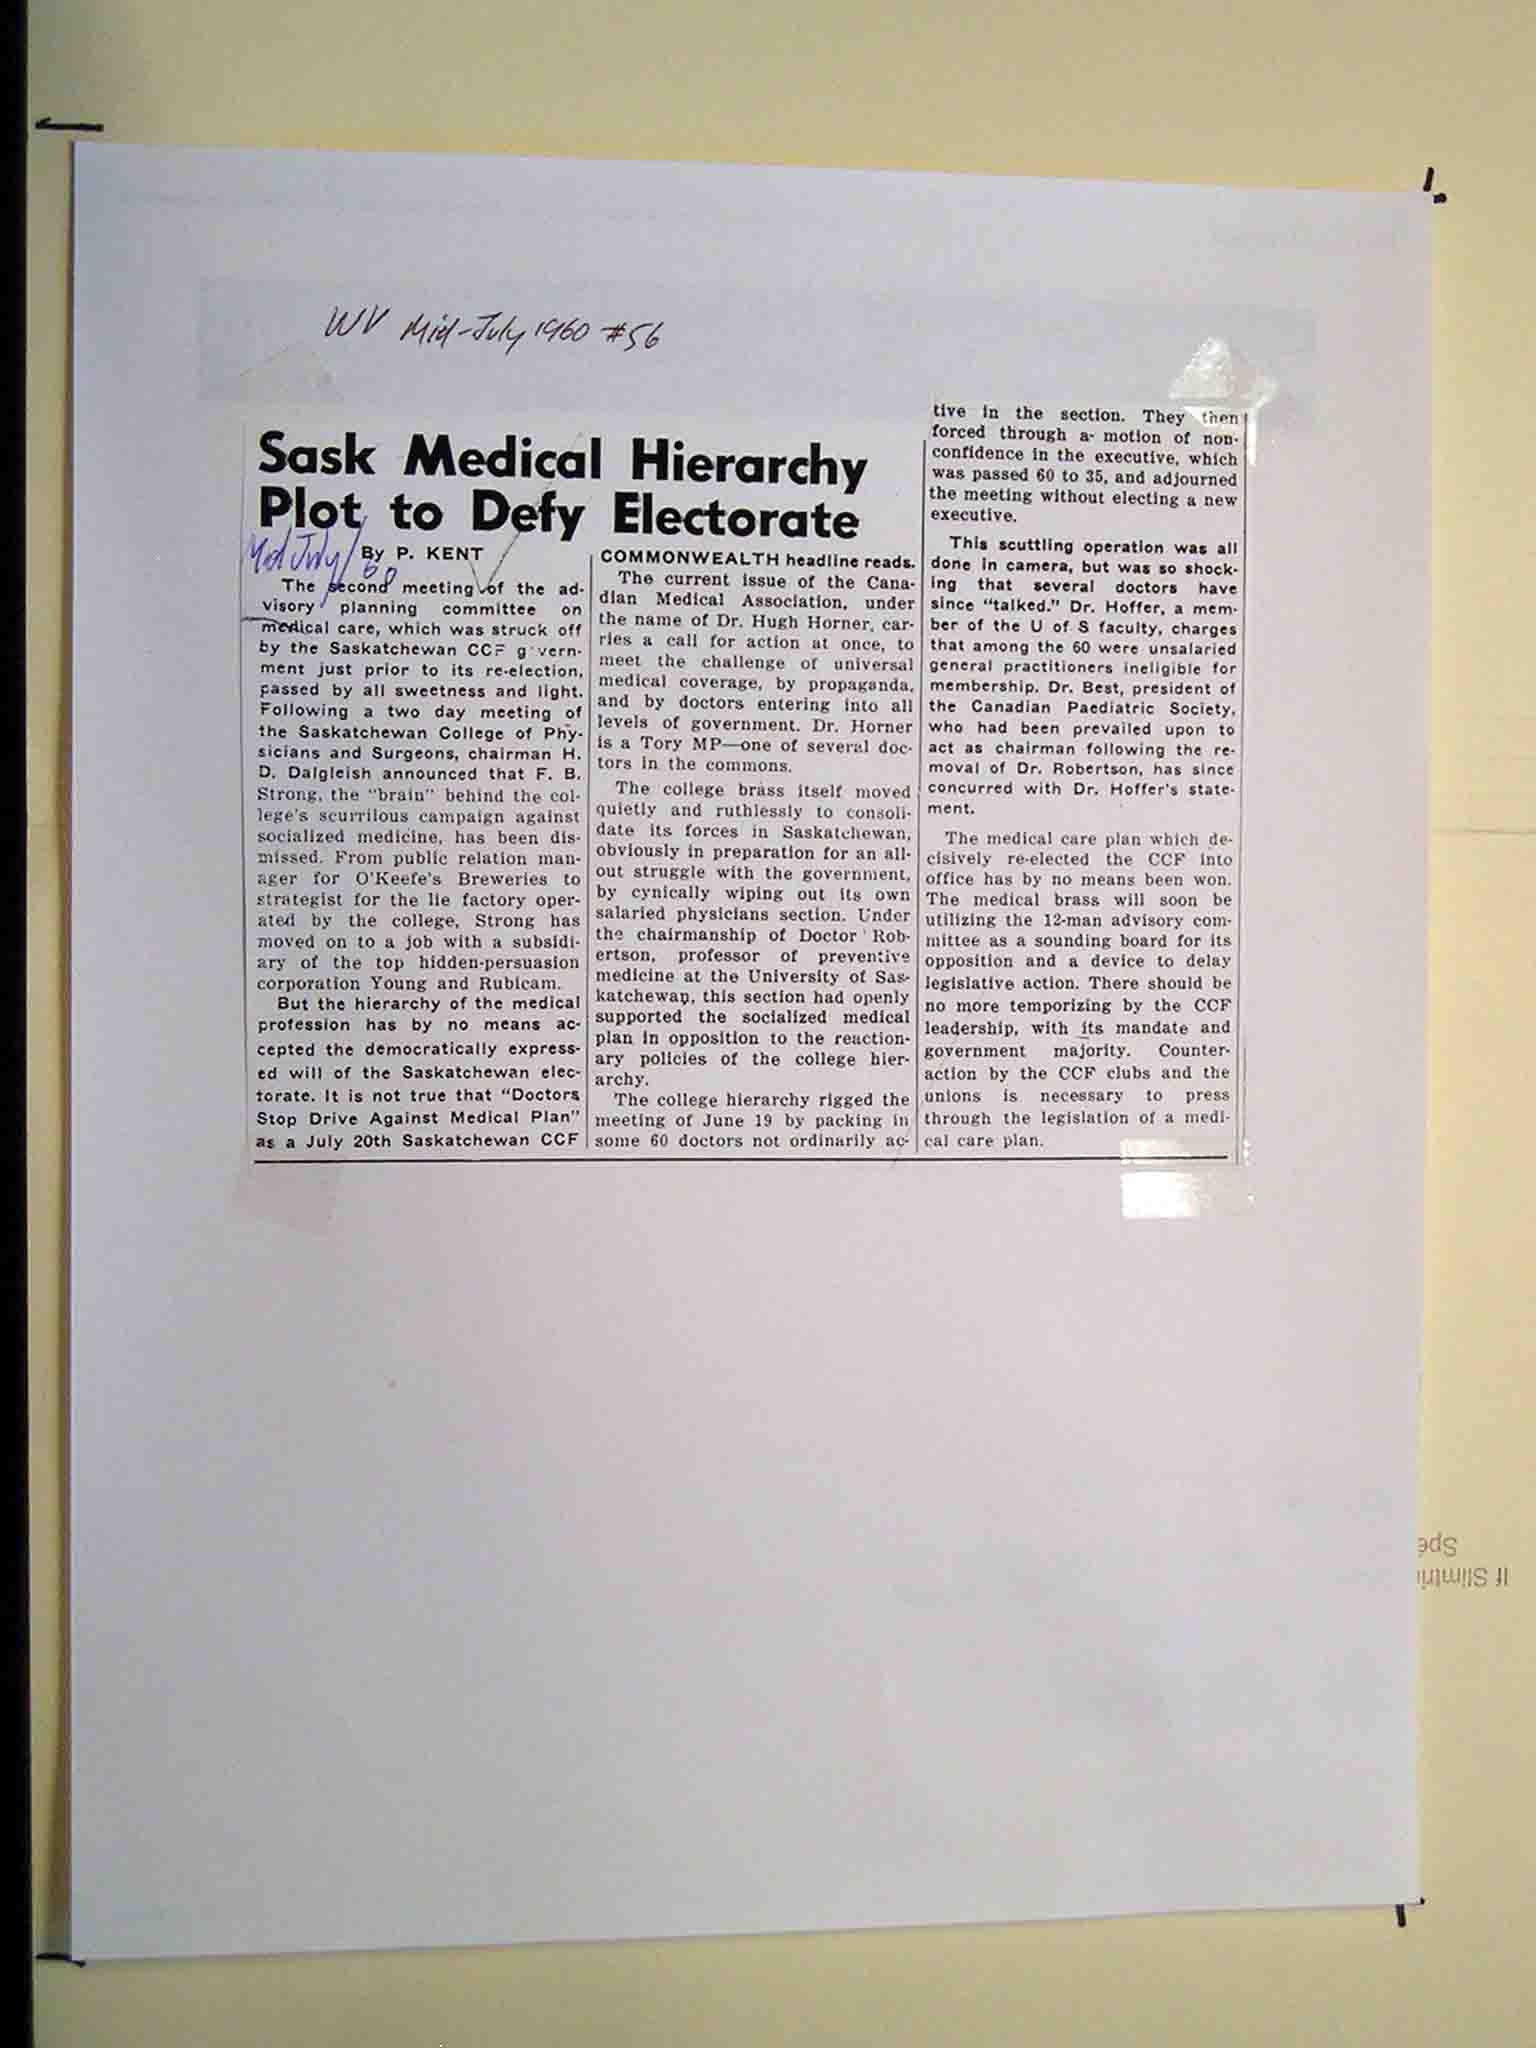 WV Mid-July 1960 #56
Sask Medical Hierarchy
Plot to Defy Electorate
Mid July/60
By P. KENT
The second meeting of the ad-
visory planning committee on
medical care, which was struck off
by the Saskatchewan CCF g vern-
ment just prior to its re-election,
passed by all sweetness and light.
Following a two day meeting of
the Saskatchewan College of Phy-
sicians and Surgeons, chairman H.
D. Dalgleish announced that F. B.
Strong, the "brain" behind the col-
lege's scurrilous campaign against
socialized medicine, has been dis-
missed. From public relation man-
ager for O'Keefe's Breweries to
strategist for the lie factory oper-
ated by the college, Strong has
moved on to a job with a subsidi-
ary of the top hidden-persuasion
corporation Young and Rubicam.
But the hierarchy of the medical
profession has by no means ac-
cepted the democratically express-
ed will of the Saskatchewan elec-
torate. It is not true that "Doctors
Stop Drive Against Medical Plan"
as a July 20th Saskatchewan CCF
COMMONWEALTH headline reads.
The current issue of the Cana-
dian Medical Association, under
the name of Dr. Hugh Horner, car-
ries a call for action at once, to
meet the challenge of universal
medical coverage, by propaganda,
and by doctors entering into all
levels of government. Dr. Horner
is a Tory MP—one of several doc-
tors in the commons.
The college brass itself moved
quietly and ruthlessly to consoli-
date its forces in Saskatchewan,
obviously in preparation for an all-
out struggle with the government,
by cynically wiping out its own
salaried physicians section. Under
the chairmanship of Doctor Rob-
ertson, professor of preventive
medicine at the University of Sas-
katchewan, this section had openly
supported the socialized medical
plan in opposition to the reaction-
ary policies of the college hier-
archy.
The college hierarchy rigged the
meeting of June 19 by packing in
some 60 doctors not ordinarily ac-
tive in the section. They then
forced through a motion of non-
confidence in the executive, which
was passed 60 to 35, and adjourned
the meeting without electing a new
executive.
This scuttling operation was all
done in camera, but was so shock-
ing that several doctors have
since "talked." Dr. Hoffer, a mem-
ber of the U of S faculty, charges
that among the 60 were unsalaried
general practitioners ineligible for
membership. Dr. Best, president of
the Canadian Paediatric Society,
who had been prevailed upon to
act as chairman following the re-
moval of Dr. Robertson, has since
concurred with Dr. Hoffer's state-
ment.
The medical care plan which de-
cisively re-elected the CCF into
office has by no means been won.
The medical brass will soon be
utilizing the 12-man advisory com-
mittee as a sounding board for its
opposition and a device to delay
legislative action. There should be
no more temporizing by the CCF
leadership, with its mandate and
government majority. Counter-
action by the CCF clubs and the
unions is necessary to press
through the legislation of a medi-
cal care plan.
If Slimtri
Spe